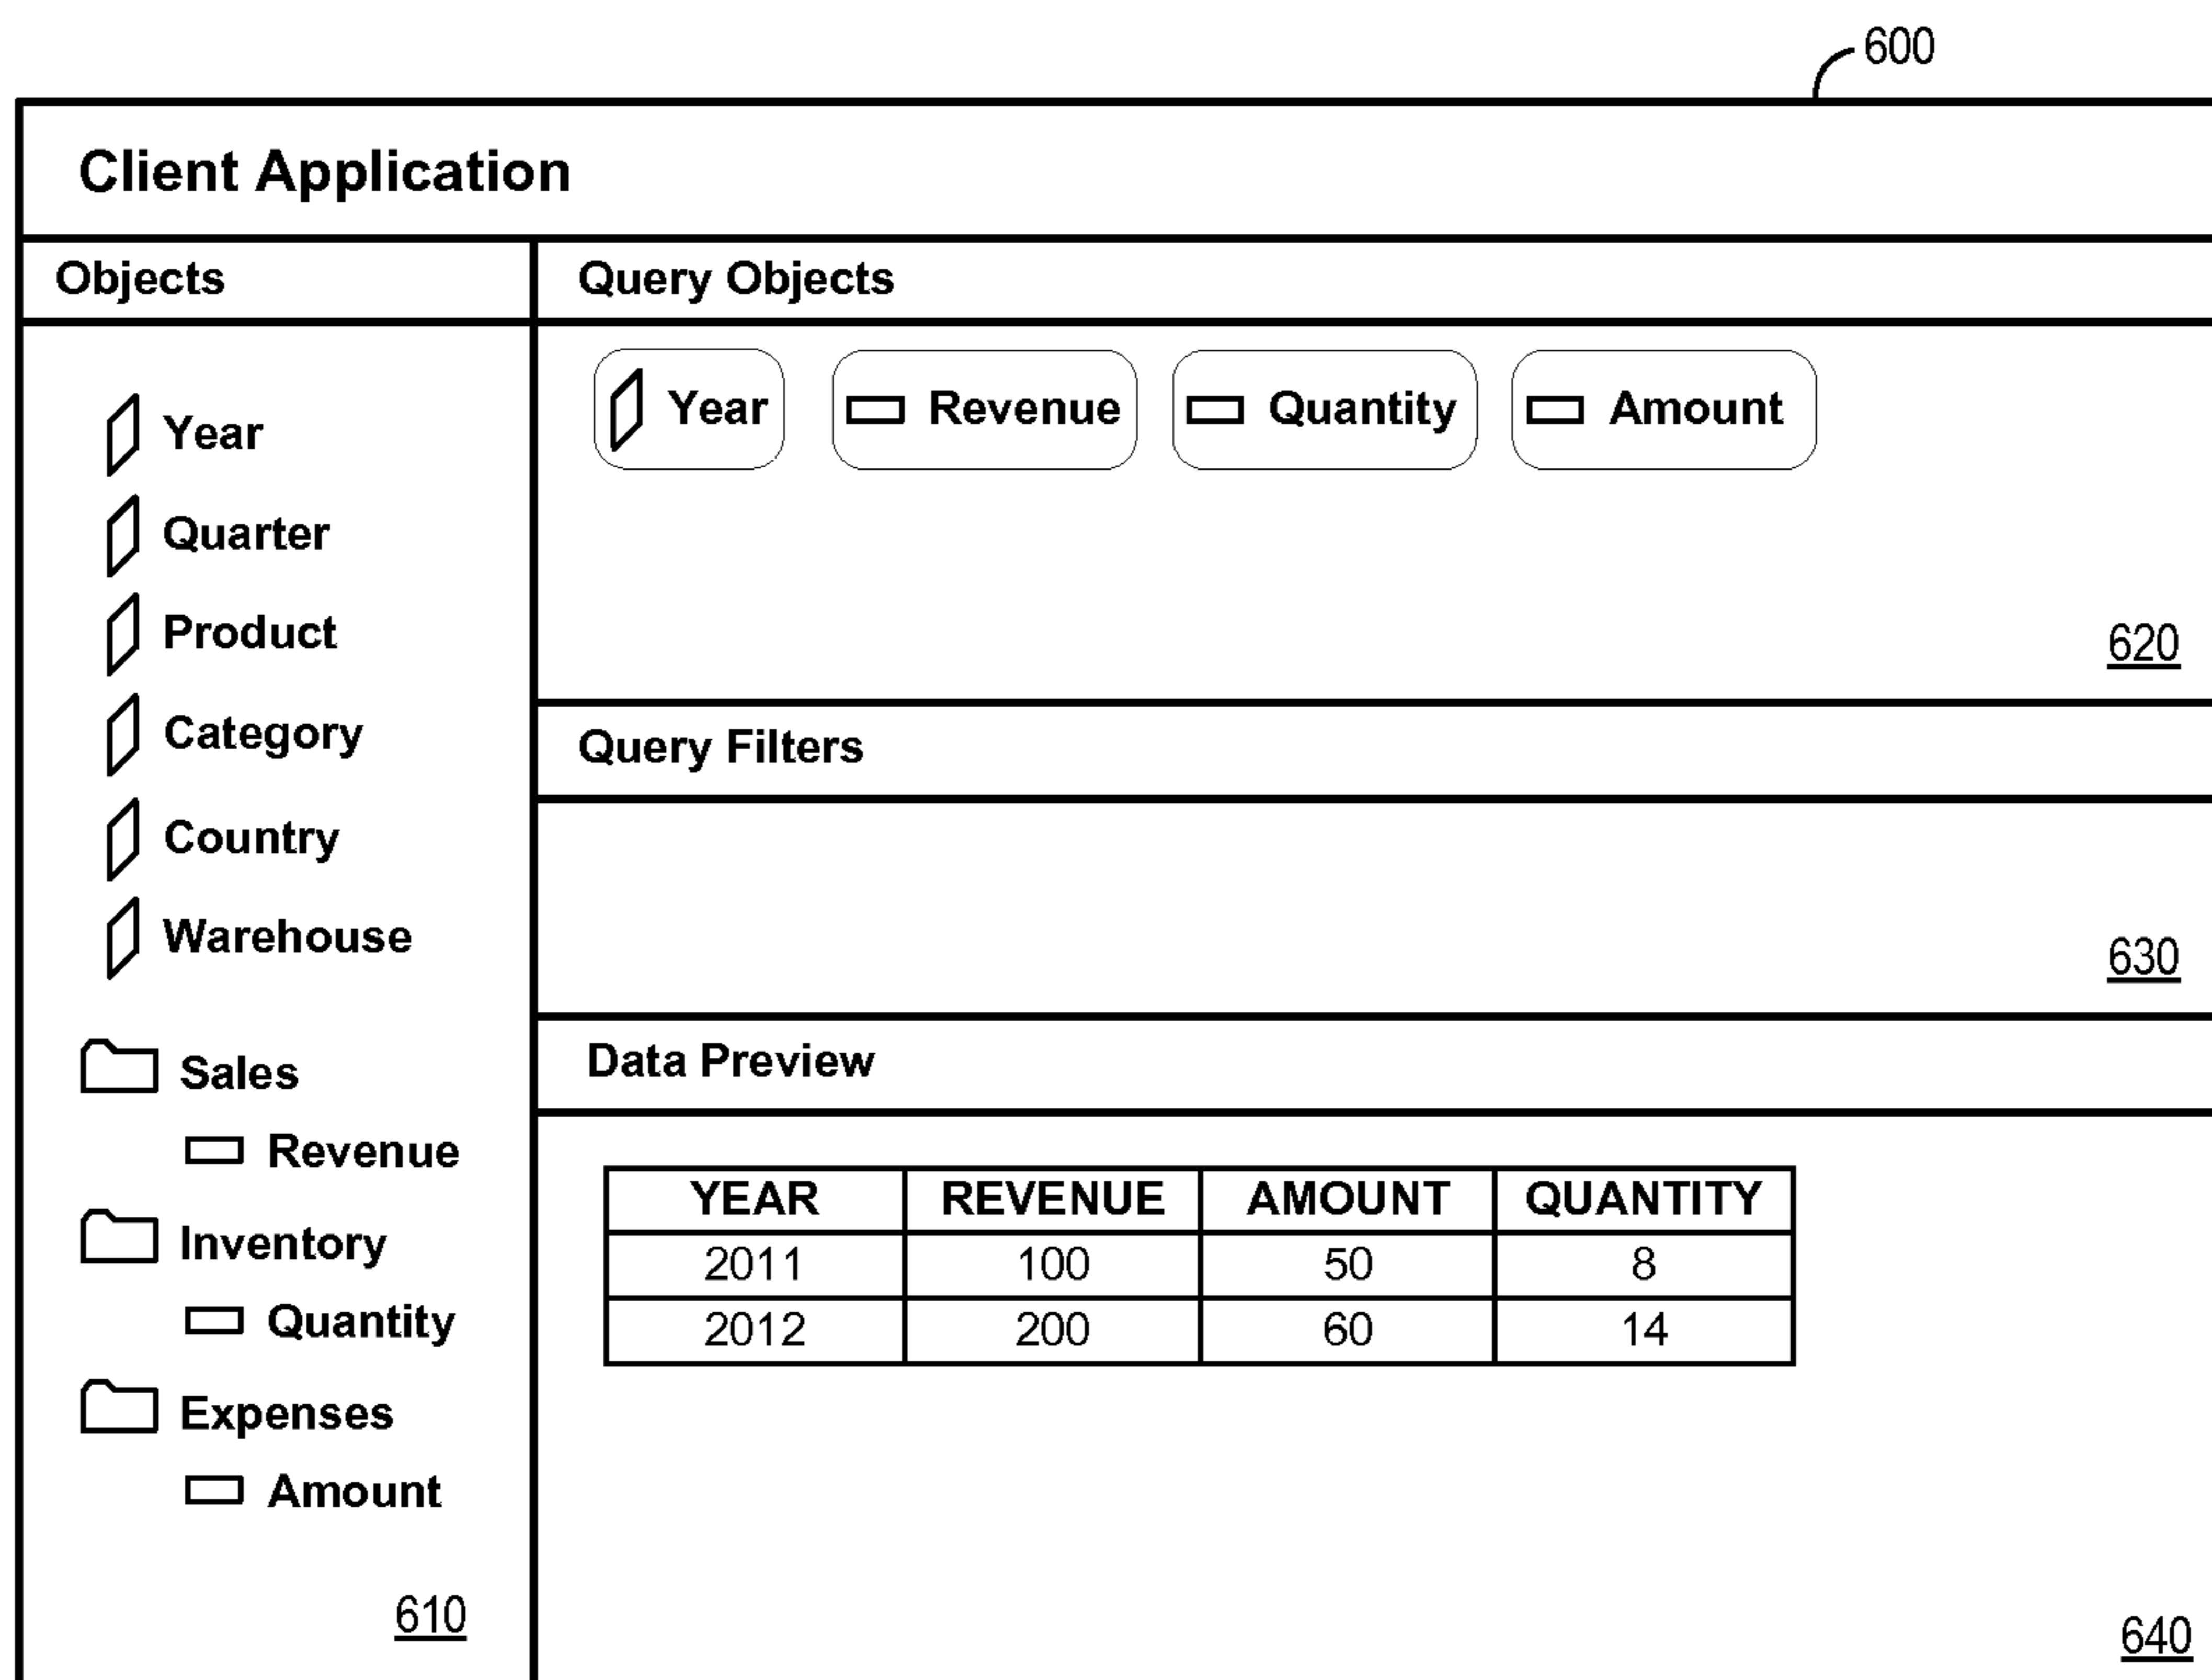 600
Client Application
Objects
Year
Quarter
Product
Category
Country
Warehouse
Sales
Revenue
Inventory
Quantity
Expenses
Amount
610
Query Objects
Year Revenue Quantity Amount
620
Query Filters
630
Data Preview
YEAR REVENUE AMOUNT QUANTITY
2011 100 50 8
2012 200 60 14
640